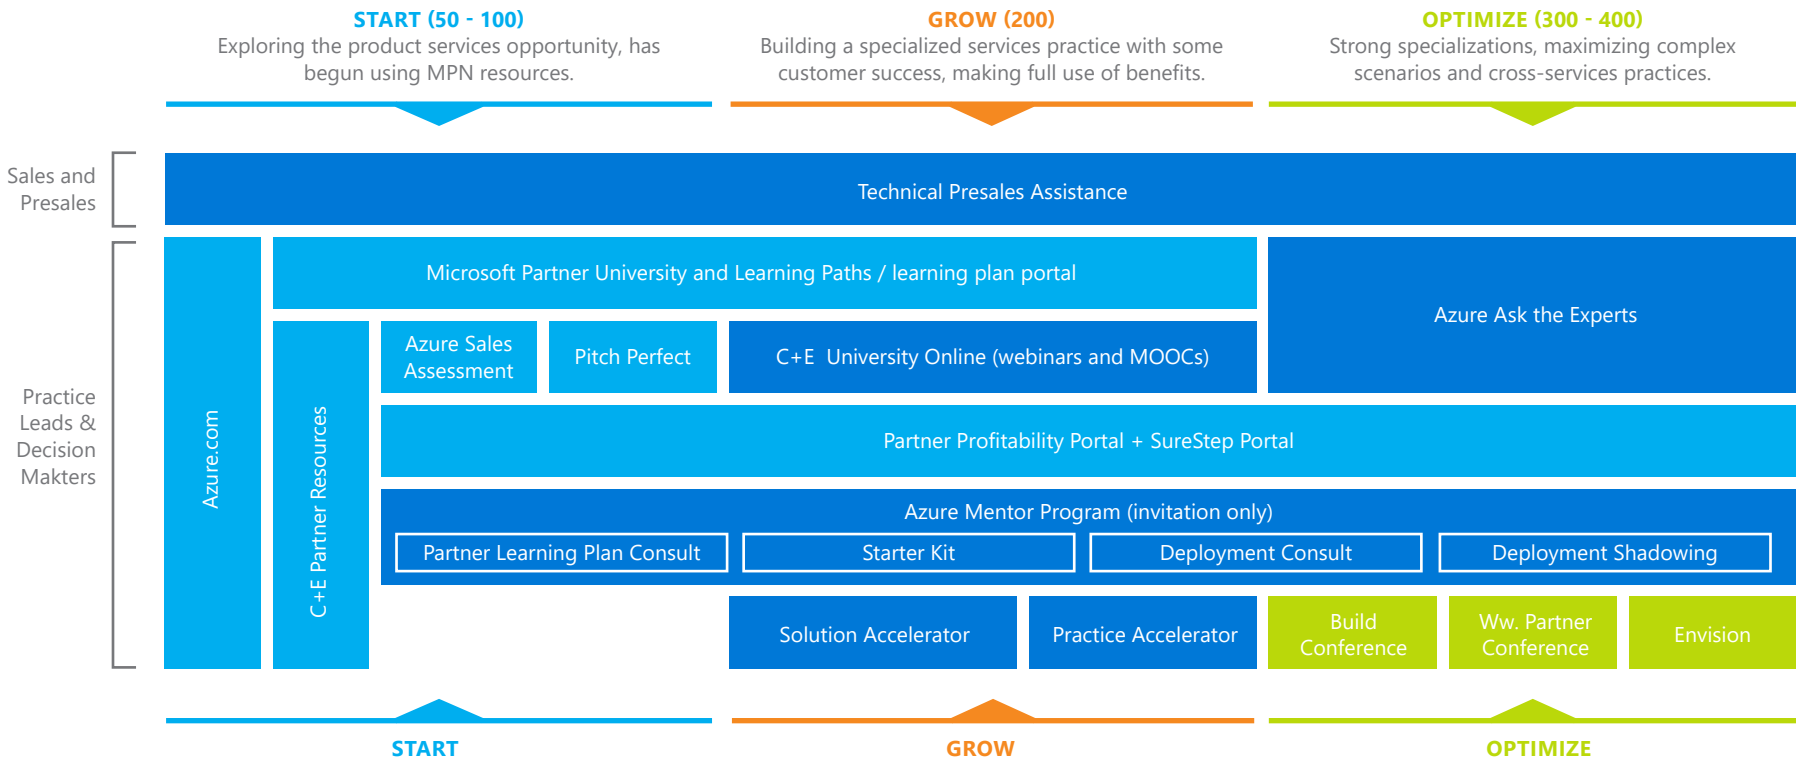 START (50 - 100)
Exploring the product services opportunity, has
begun using MPN resources.
GROW (200)
Building a specialized services practice with some
customer success, making full use of benefits.
OPTIMIZE (300 - 400)
Strong specializations, maximizing complex
scenarios and cross-services practices.
Sales and
Presales
Technical Presales Assistance
Practice
Leads &
Decision
Makters
Azure.com
Microsoft Partner University and Learning Paths / learning plan portal
Azure Ask the Experts
C+E Partner Resources
Azure Sales
Assessment
Pitch Perfect
C+E  University Online (webinars and MOOCs)
Partner Profitability Portal + SureStep Portal
Azure Mentor Program (invitation only)
Partner Learning Plan Consult
Starter Kit
Deployment Consult
Deployment Shadowing
Solution Accelerator
Practice Accelerator
Build
Conference
Ww. Partner
Conference
Envision
START
GROW
OPTIMIZE